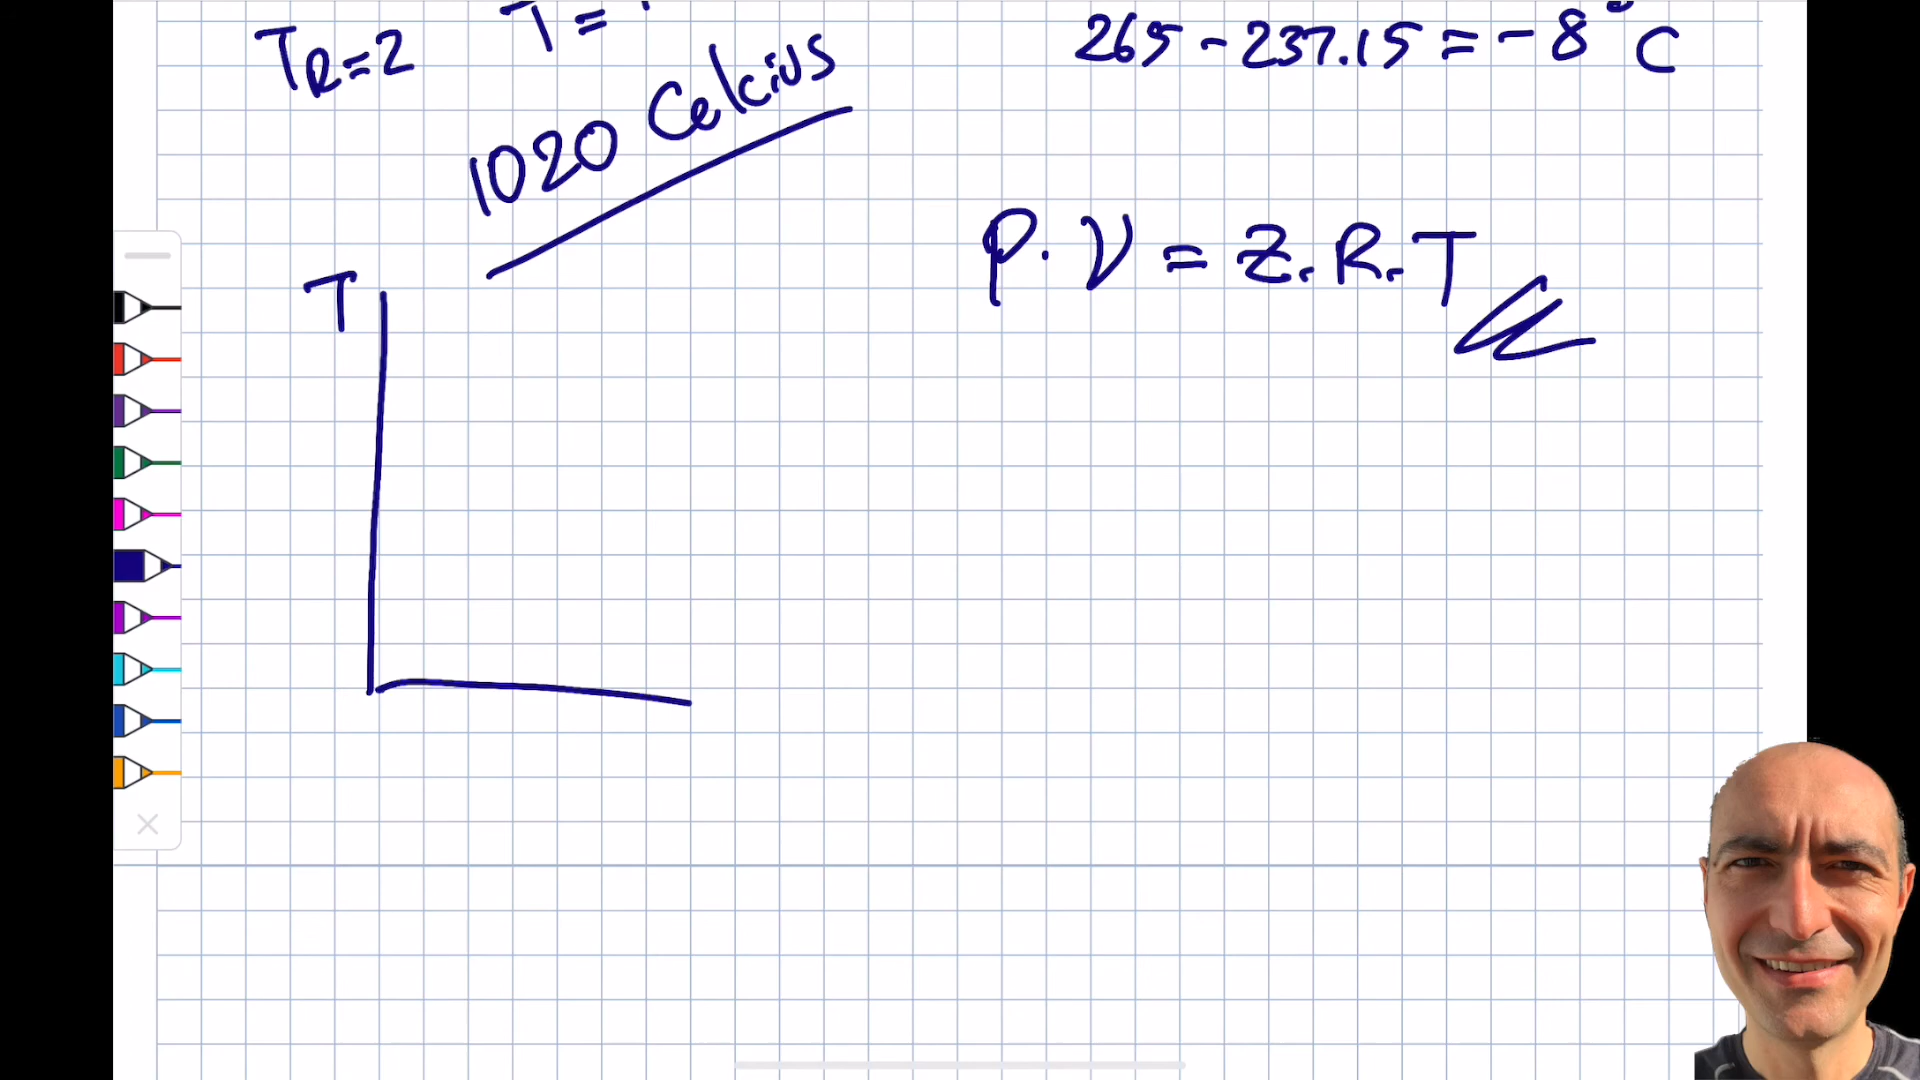 T_R=2 T=
265-237.15=-8°C
1020 Celcius
P.V=Z.R.T
T